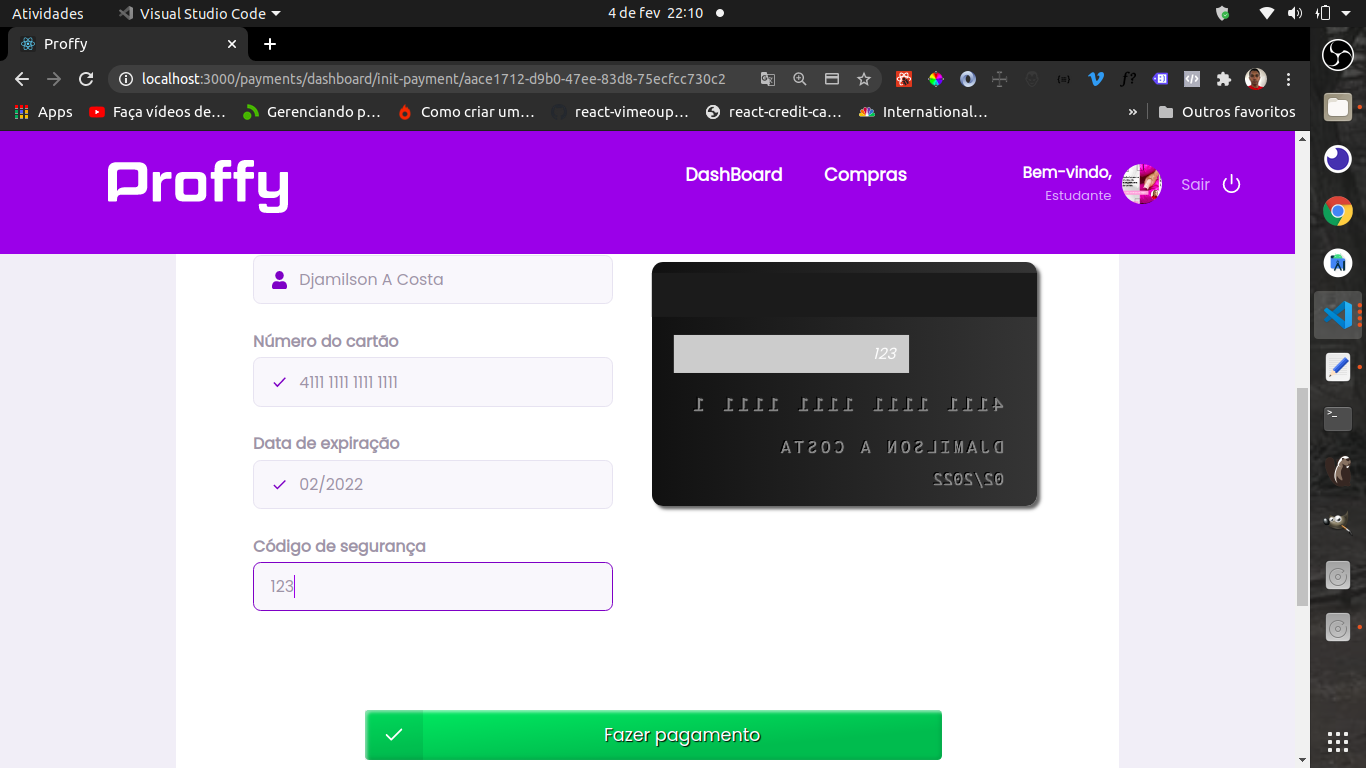 Atividades
Visual Studio Code
4 de fev 22:10
Proffy
localhost:3000/payments/dashboard/init-payment/aace1712-d9b0-47ee-83d8-75ecfcc730c2
Apps
Faça vídeos de...
Gerenciando p...
Como criar um...
react-vimeoup...
react-credit-ca...
International...
»
Outros favoritos
Proffy
DashBoard
Compras
Bem-vindo,
Estudante
Sair
Djamilson A Costa
Número do cartão
4111 1111 1111 1111
Data de expiração
02/2022
Código de segurança
123
123
4111 1111 1111 1111 1
DJAMILSON A COSTA
02/2022
Fazer pagamento